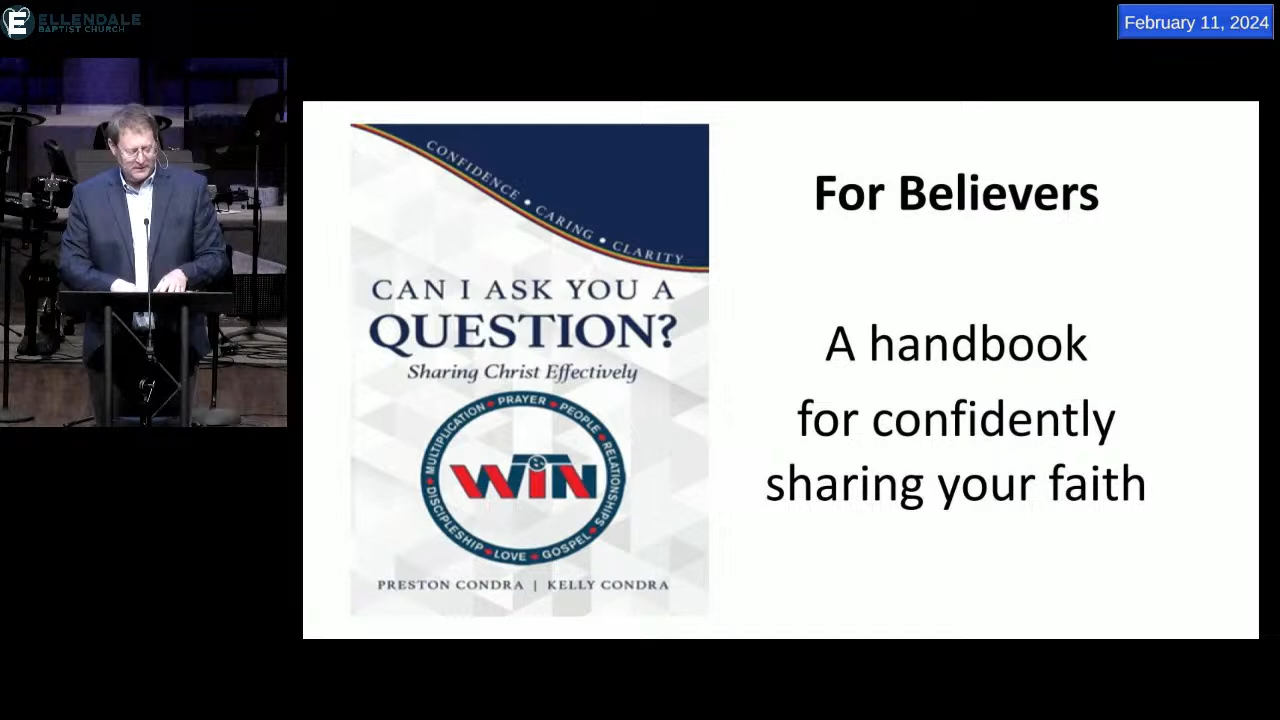 ELLENDALE
BAPTIST CHURCH
February 11, 2024
CONFIDENCE • CARING • CLARITY
CAN I ASK YOU A
QUESTION?
Sharing Christ Effectively
PRAYER • PEOPLE • RELATIONSHIPS • GOSPEL • LOVE • DISCIPLESHIP • MULTIPLICATION
WIN
PRESTON CONDRA | KELLY CONDRA
For Believers
A handbook
for confidently
sharing your faith